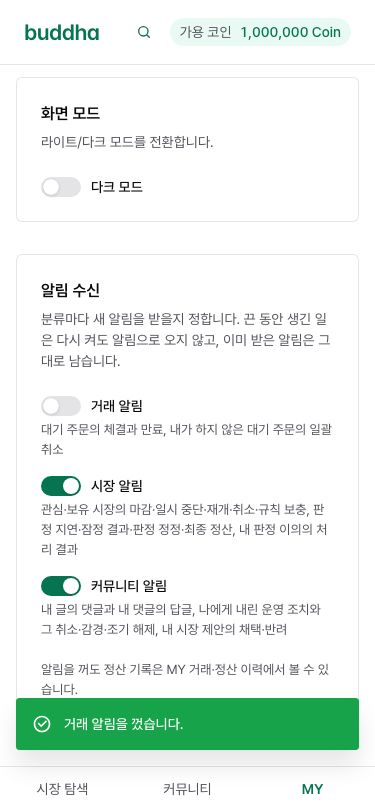 buddha
가용 코인 1,000,000 Coin
화면 모드
라이트/다크 모드를 전환합니다.
다크 모드
알림 수신
분류마다 새 알림을 받을지 정합니다. 끈 동안 생긴 일
은 다시 켜도 알림으로 오지 않고, 이미 받은 알림은 그
대로 남습니다.
거래 알림
대기 주문의 체결과 만료, 내가 하지 않은 대기 주문의 일괄
취소
시장 알림
관심·보유 시장의 마감·일시 중단·재개·취소·규칙 보충, 판
정 지연·잠정 결과·판정 정정·최종 정산, 내 판정 이의의 처
리 결과
커뮤니티 알림
내 글의 댓글과 내 댓글의 답글, 나에게 내린 운영 조치와
그 취소·감경·조기 해제, 내 시장 제안의 채택·반려
알림을 꺼도 정산 기록은 MY 거래·정산 이력에서 볼 수 있
습니다.
거래 알림을 껐습니다.
시장 탐색
커뮤니티
MY